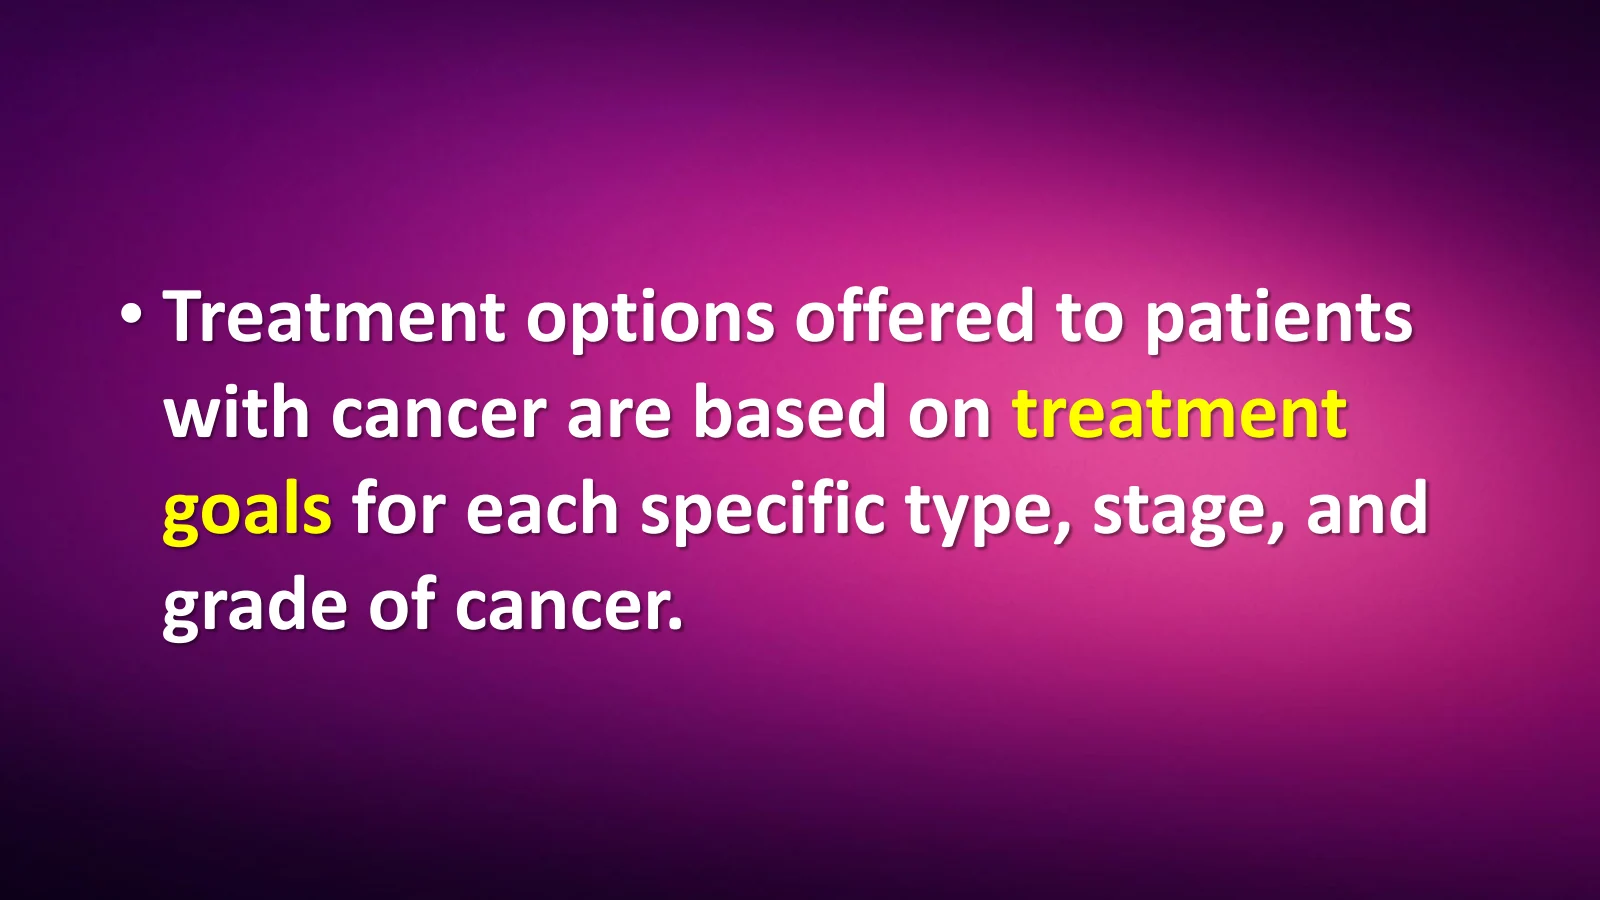 • Treatment options offered to patients
with cancer are based on treatment
goals for each specific type, stage, and
grade of cancer.